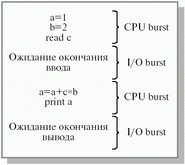 a=1
b=2
read c
CPU burst
Ожидание окончания
ввода
I/O burst
a=a+c+b
print a
CPU burst
Ожидание окончания
вывода
I/O burst